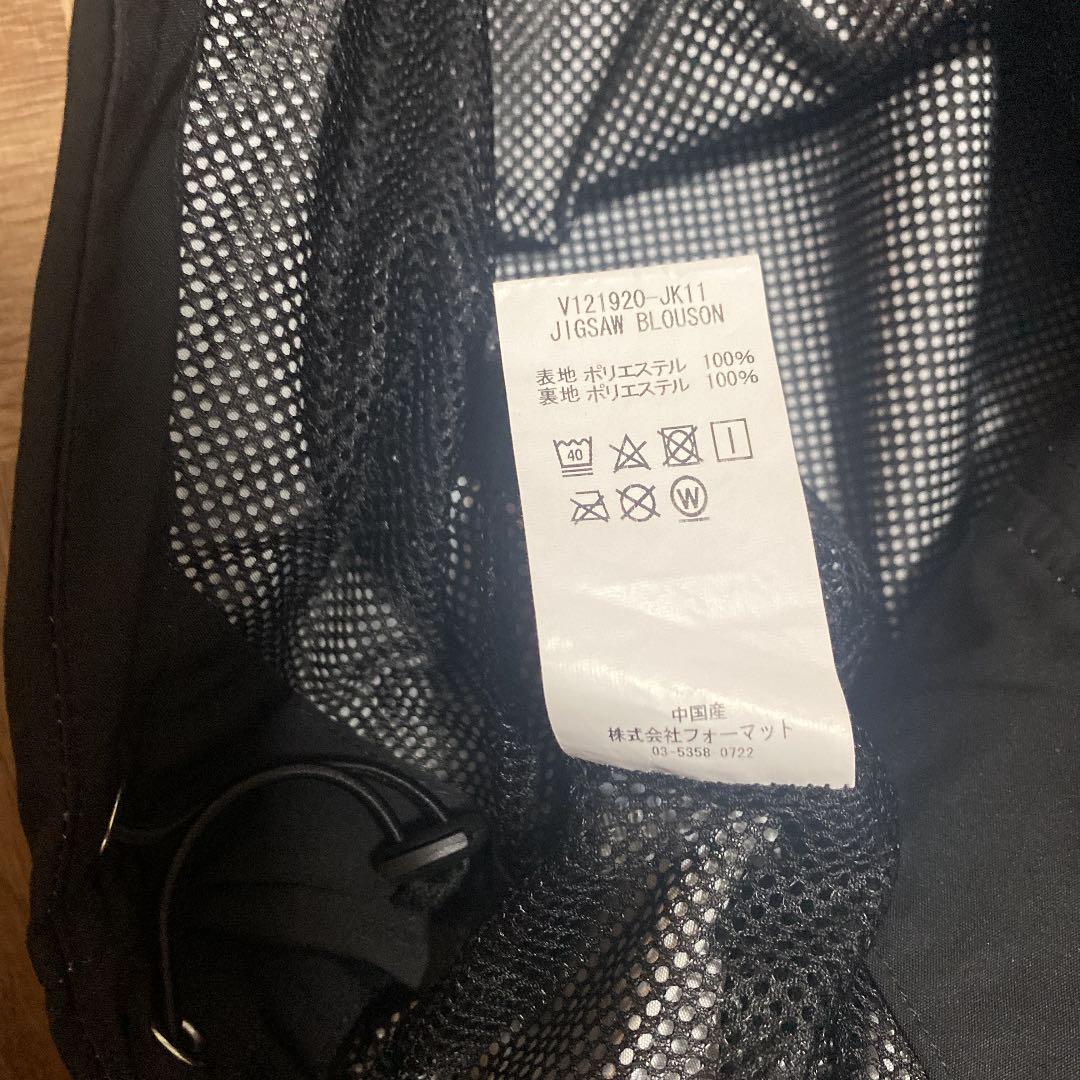 V121920-JK11
JIGSAW BLOUSON
表地 ポリエステル 100%
裏地 ポリエステル 100%
40
W
中国産
株式会社フォーマット
03-5358 0722